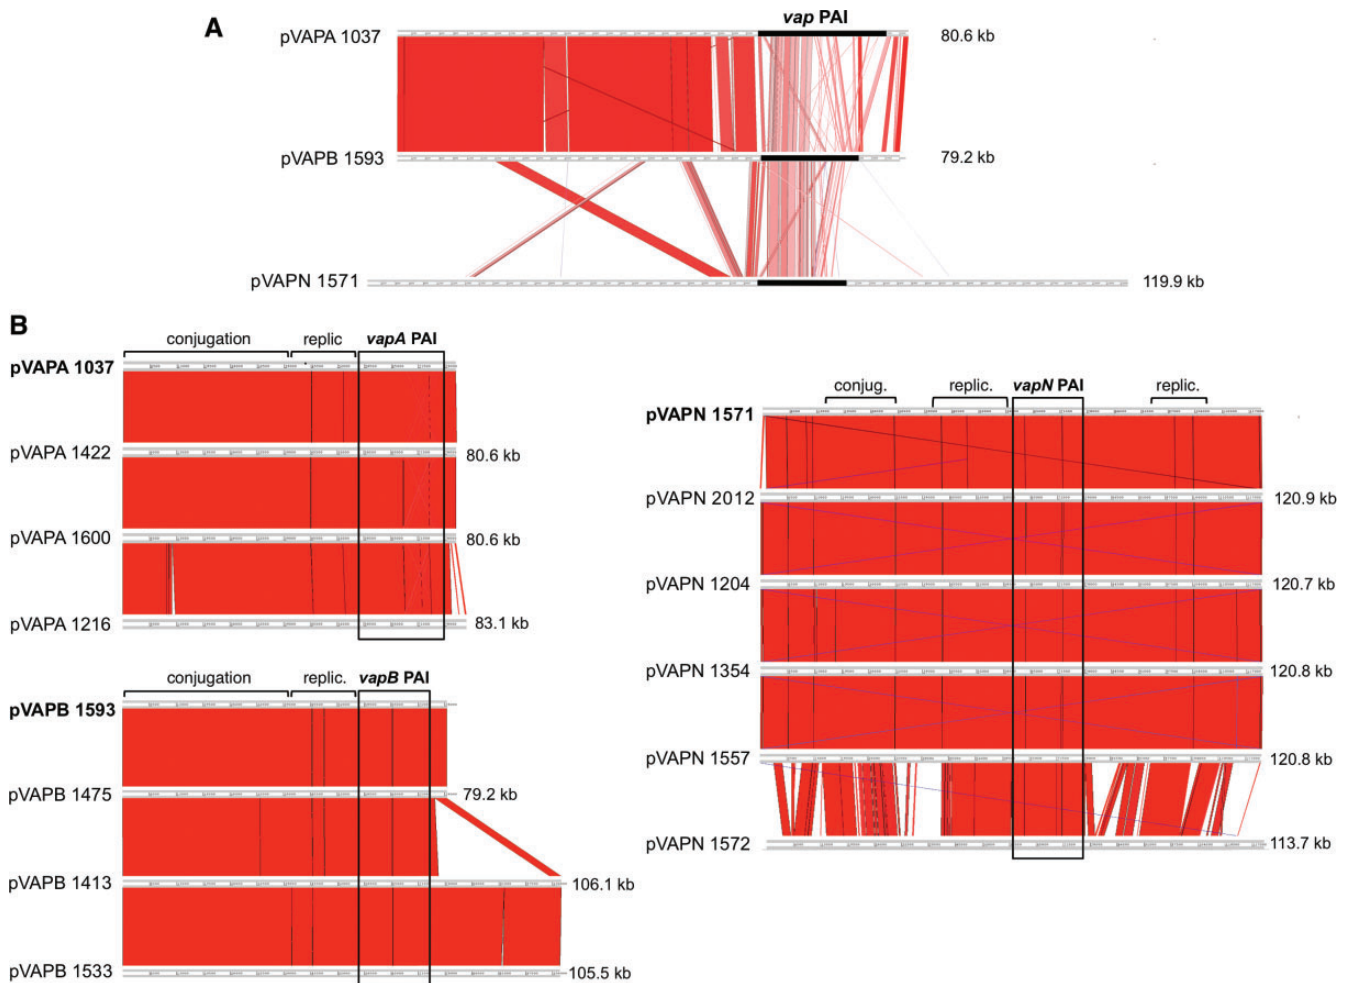 A
vap PAI
pVAPA 1037
80.6 kb
pVAPB 1593
79.2 kb
pVAPN 1571
119.9 kb
B
conjugation replic vapA PAI
pVAPA 1037
pVAPA 1422
80.6 kb
pVAPA 1600
80.6 kb
pVAPA 1216
83.1 kb
conjugation replic. vapB PAI
pVAPB 1593
pVAPB 1475
79.2 kb
pVAPB 1413
106.1 kb
pVAPB 1533
105.5 kb
conjug. replic. vapN PAI replic.
pVAPN 1571
pVAPN 2012
120.9 kb
pVAPN 1204
120.7 kb
pVAPN 1354
120.8 kb
pVAPN 1557
120.8 kb
pVAPN 1572
113.7 kb